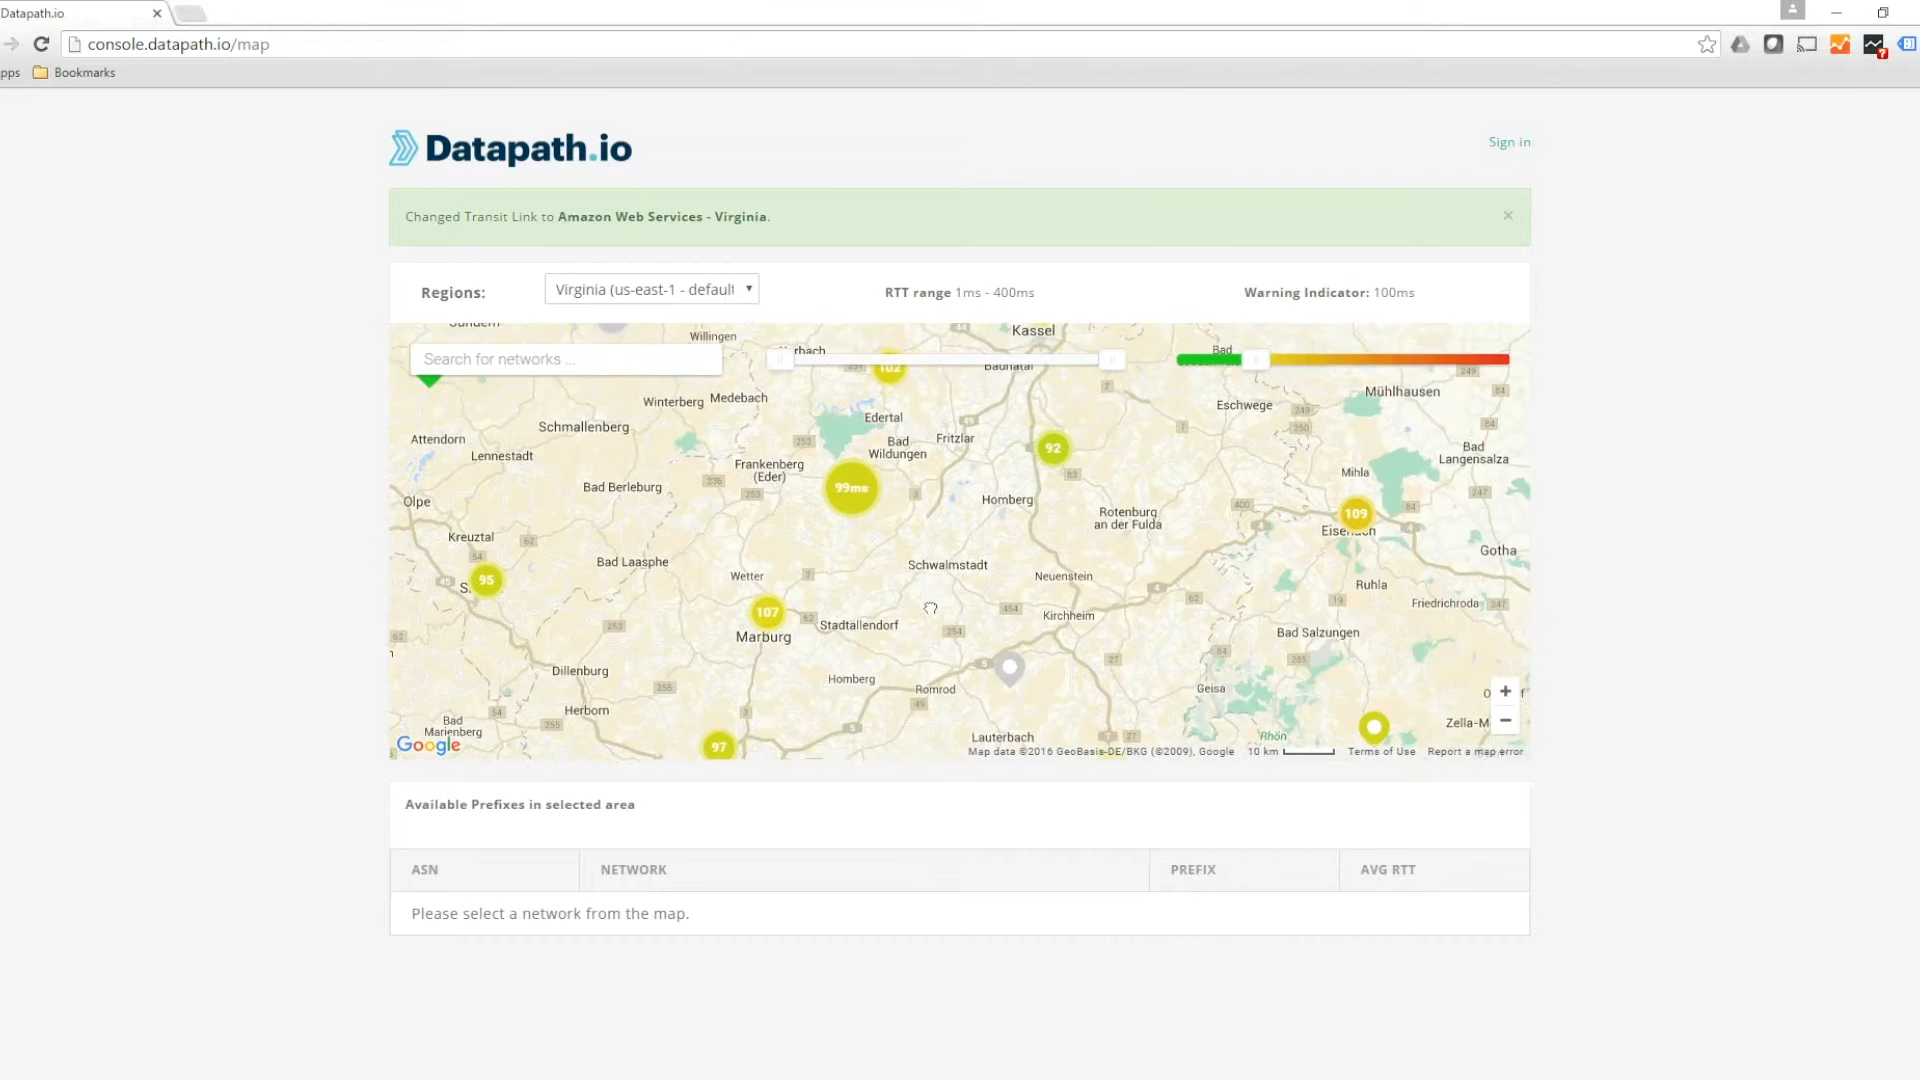 Datapath.io
console.datapath.io/map
pps
Bookmarks
Datapath.io
Sign in
Changed Transit Link to Amazon Web Services - Virginia.
Regions:
Virginia (us-east-1 - default
RTT range 1ms - 400ms
Warning Indicator: 100ms
Search for networks ...
Willingen
Kassel
Baunatal
Bad
102
249
Winterberg
Medebach
Edertal
Eschwege
Mühlhausen
Schmallenberg
Attendorn
Lennestadt
Bad
Wildungen
Fritzlar
92
Bad
Langensalza
Frankenberg
(Eder)
Mihla
Olpe
Bad Berleburg
99ms
Homberg
Rotenburg
an der Fulda
109
Kreuztal
Gotha
Bad Laasphe
Wetter
Schwalmstadt
Neuenstein
Ruhla
95
Friedrichroda
107
Marburg
Stadtallendorf
Kirchheim
Bad Salzungen
Dillenburg
Homberg
Romrod
Geisa
Herborn
Bad
Marienberg
97
Lauterbach
Rhön
Zella-M
Google
Map data ©2016 GeoBasis-DE/BKG (©2009), Google
10 km
Terms of Use
Report a map error
Available Prefixes in selected area
ASN
NETWORK
PREFIX
AVG RTT
Please select a network from the map.